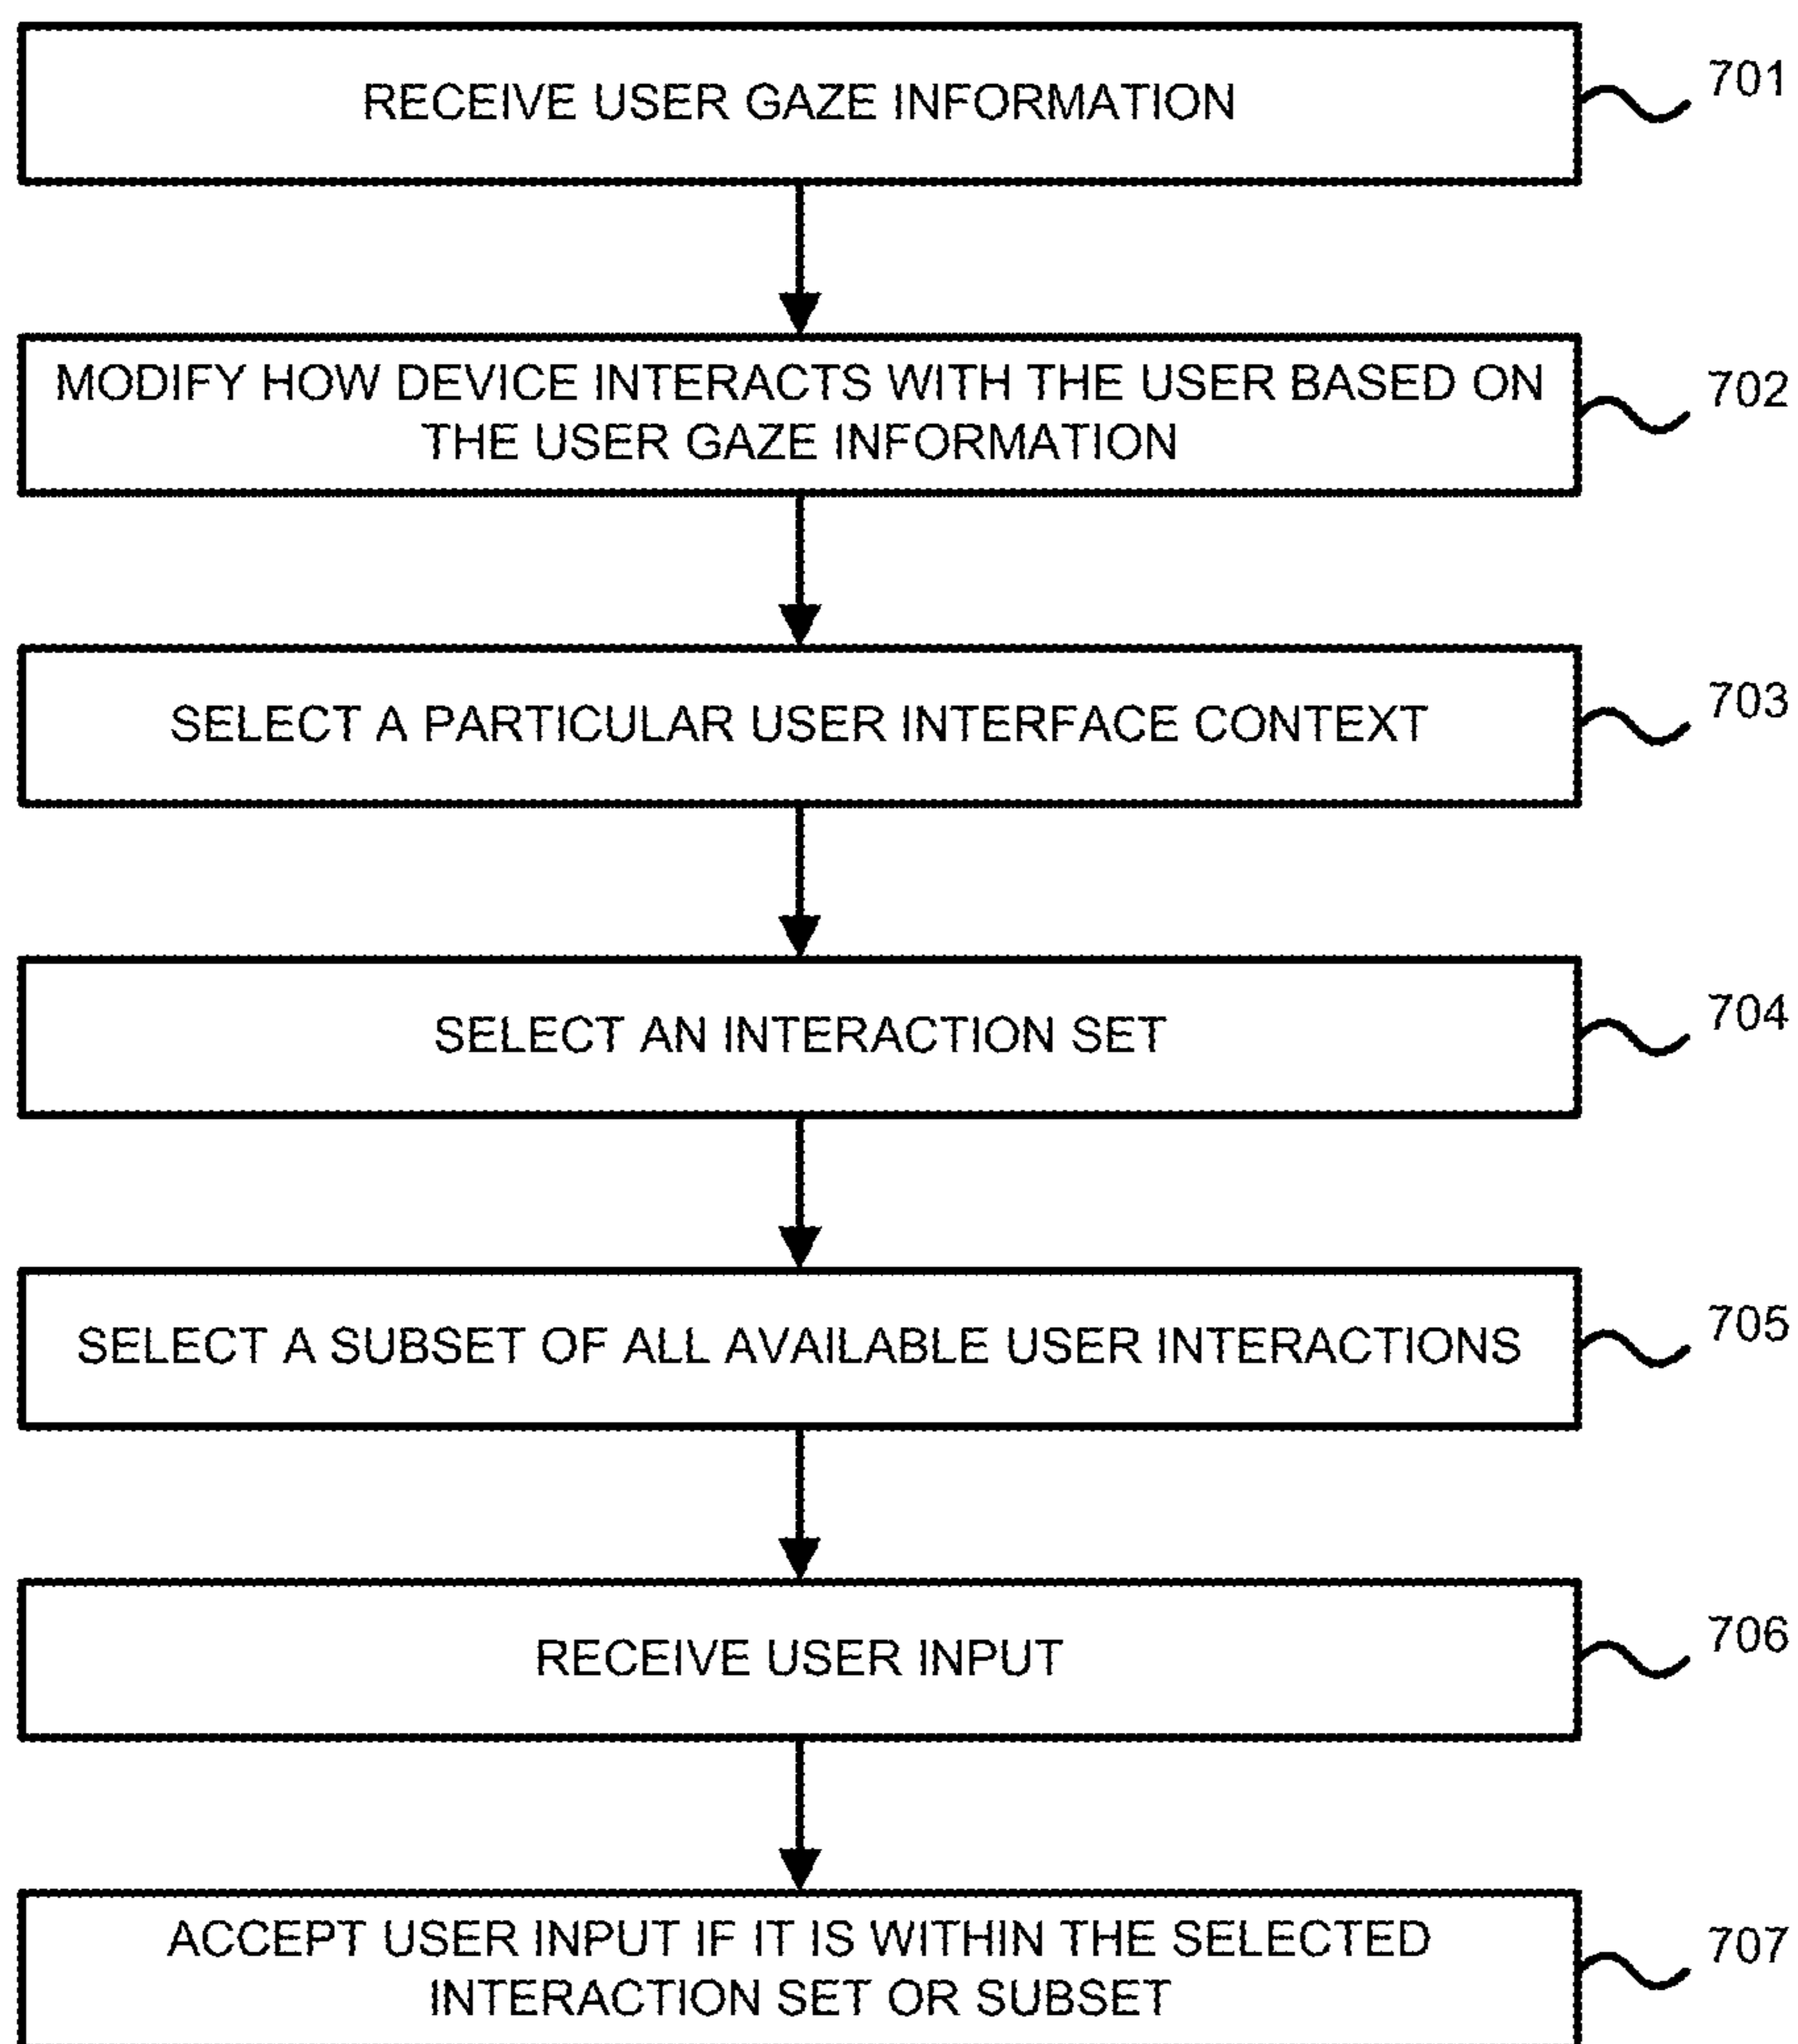 RECEIVE USER GAZE INFORMATION
701
MODIFY HOW DEVICE INTERACTS WITH THE USER BASED ON
THE USER GAZE INFORMATION
702
SELECT A PARTICULAR USER INTERFACE CONTEXT
703
SELECT AN INTERACTION SET
704
SELECT A SUBSET OF ALL AVAILABLE USER INTERACTIONS
705
RECEIVE USER INPUT
706
ACCEPT USER INPUT IF IT IS WITHIN THE SELECTED
INTERACTION SET OR SUBSET
707